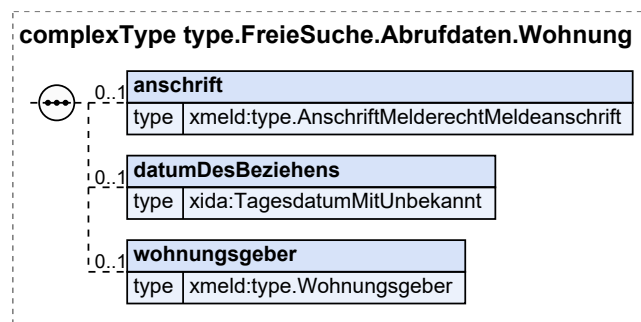 complexType type.FreieSuche.Abrufdaten.Wohnung
0..1 anschrift
type xmeld:type.AnschriftMelderechtMeldeanschrift
0..1 datumDesBeziehens
type xida:TagesdatumMitUnbekannt
0..1 wohnungsgeber
type xmeld:type.Wohnungsgeber